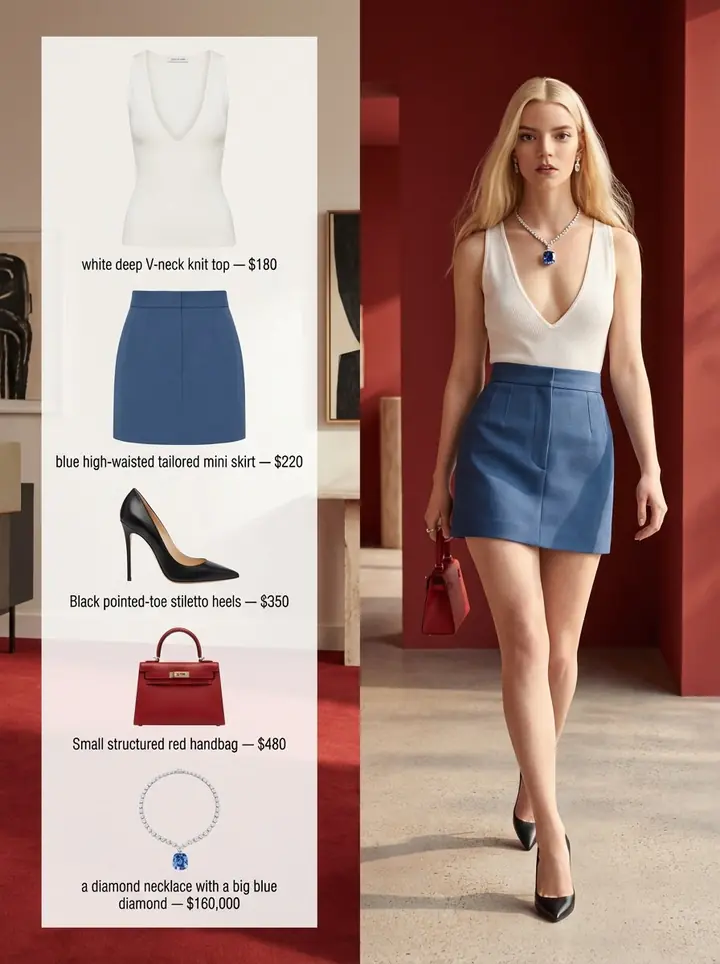 white deep V-neck knit top — $180
blue high-waisted tailored mini skirt — $220
Black pointed-toe stiletto heels — $350
Small structured red handbag — $480
a diamond necklace with a big blue
diamond — $160,000